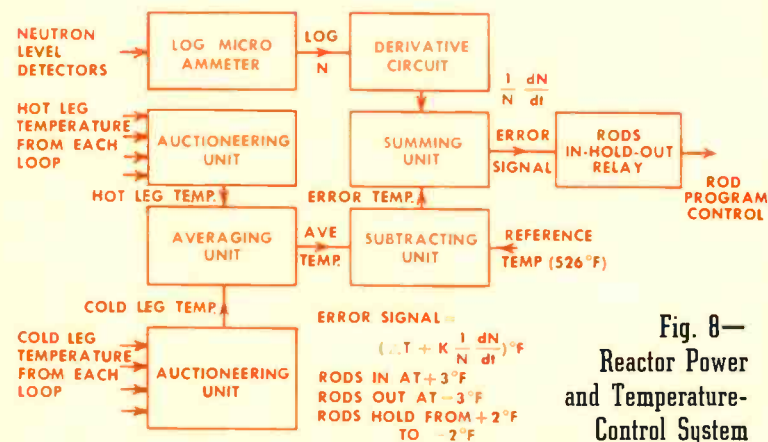 NEUTRON
LEVEL
DETECTORS
LOG MICRO
AMMETER
LOG
N
DERIVATIVE
CIRCUIT
1/N dN/dt
HOT LEG
TEMPERATURE
FROM EACH
LOOP
AUCTIONEERING
UNIT
SUMMING
UNIT
ERROR
SIGNAL
RODS
IN-HOLD-OUT
RELAY
ROD
PROGRAM
CONTROL
HOT LEG TEMP.
ERROR TEMP.
AVERAGING
UNIT
AVE
TEMP.
SUBTRACTING
UNIT
REFERENCE
TEMP (526°F)
COLD LEG TEMP.
COLD LEG
TEMPERATURE
FROM EACH
LOOP
AUCTIONEERING
UNIT
ERROR SIGNAL =
(△T + K 1/N dN/dt)°F
RODS IN AT +3°F
RODS OUT AT -3°F
RODS HOLD FROM +2°F
TO -2°F
Fig. 8—
Reactor Power
and Temperature-
Control System